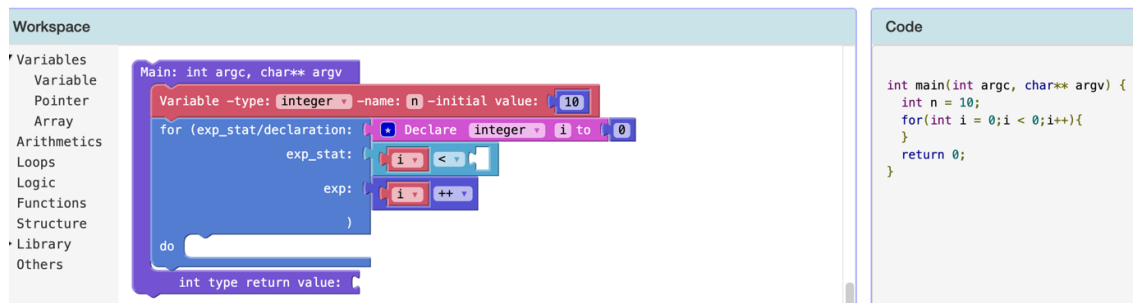 Workspace
Variables
Variable
Pointer
Array
Arithmetics
Loops
Logic
Functions
Structure
Library
Others
Main: int argc, char** argv
Variable -type: integer -name: n -initial value: 10
for (exp_stat/declaration: Declare integer i to 0
exp_stat: i <
exp: i ++
)
do
int type return value:
Code
int main(int argc, char** argv) {
int n = 10;
for(int i = 0;i < 0;i++){
}
return 0;
}